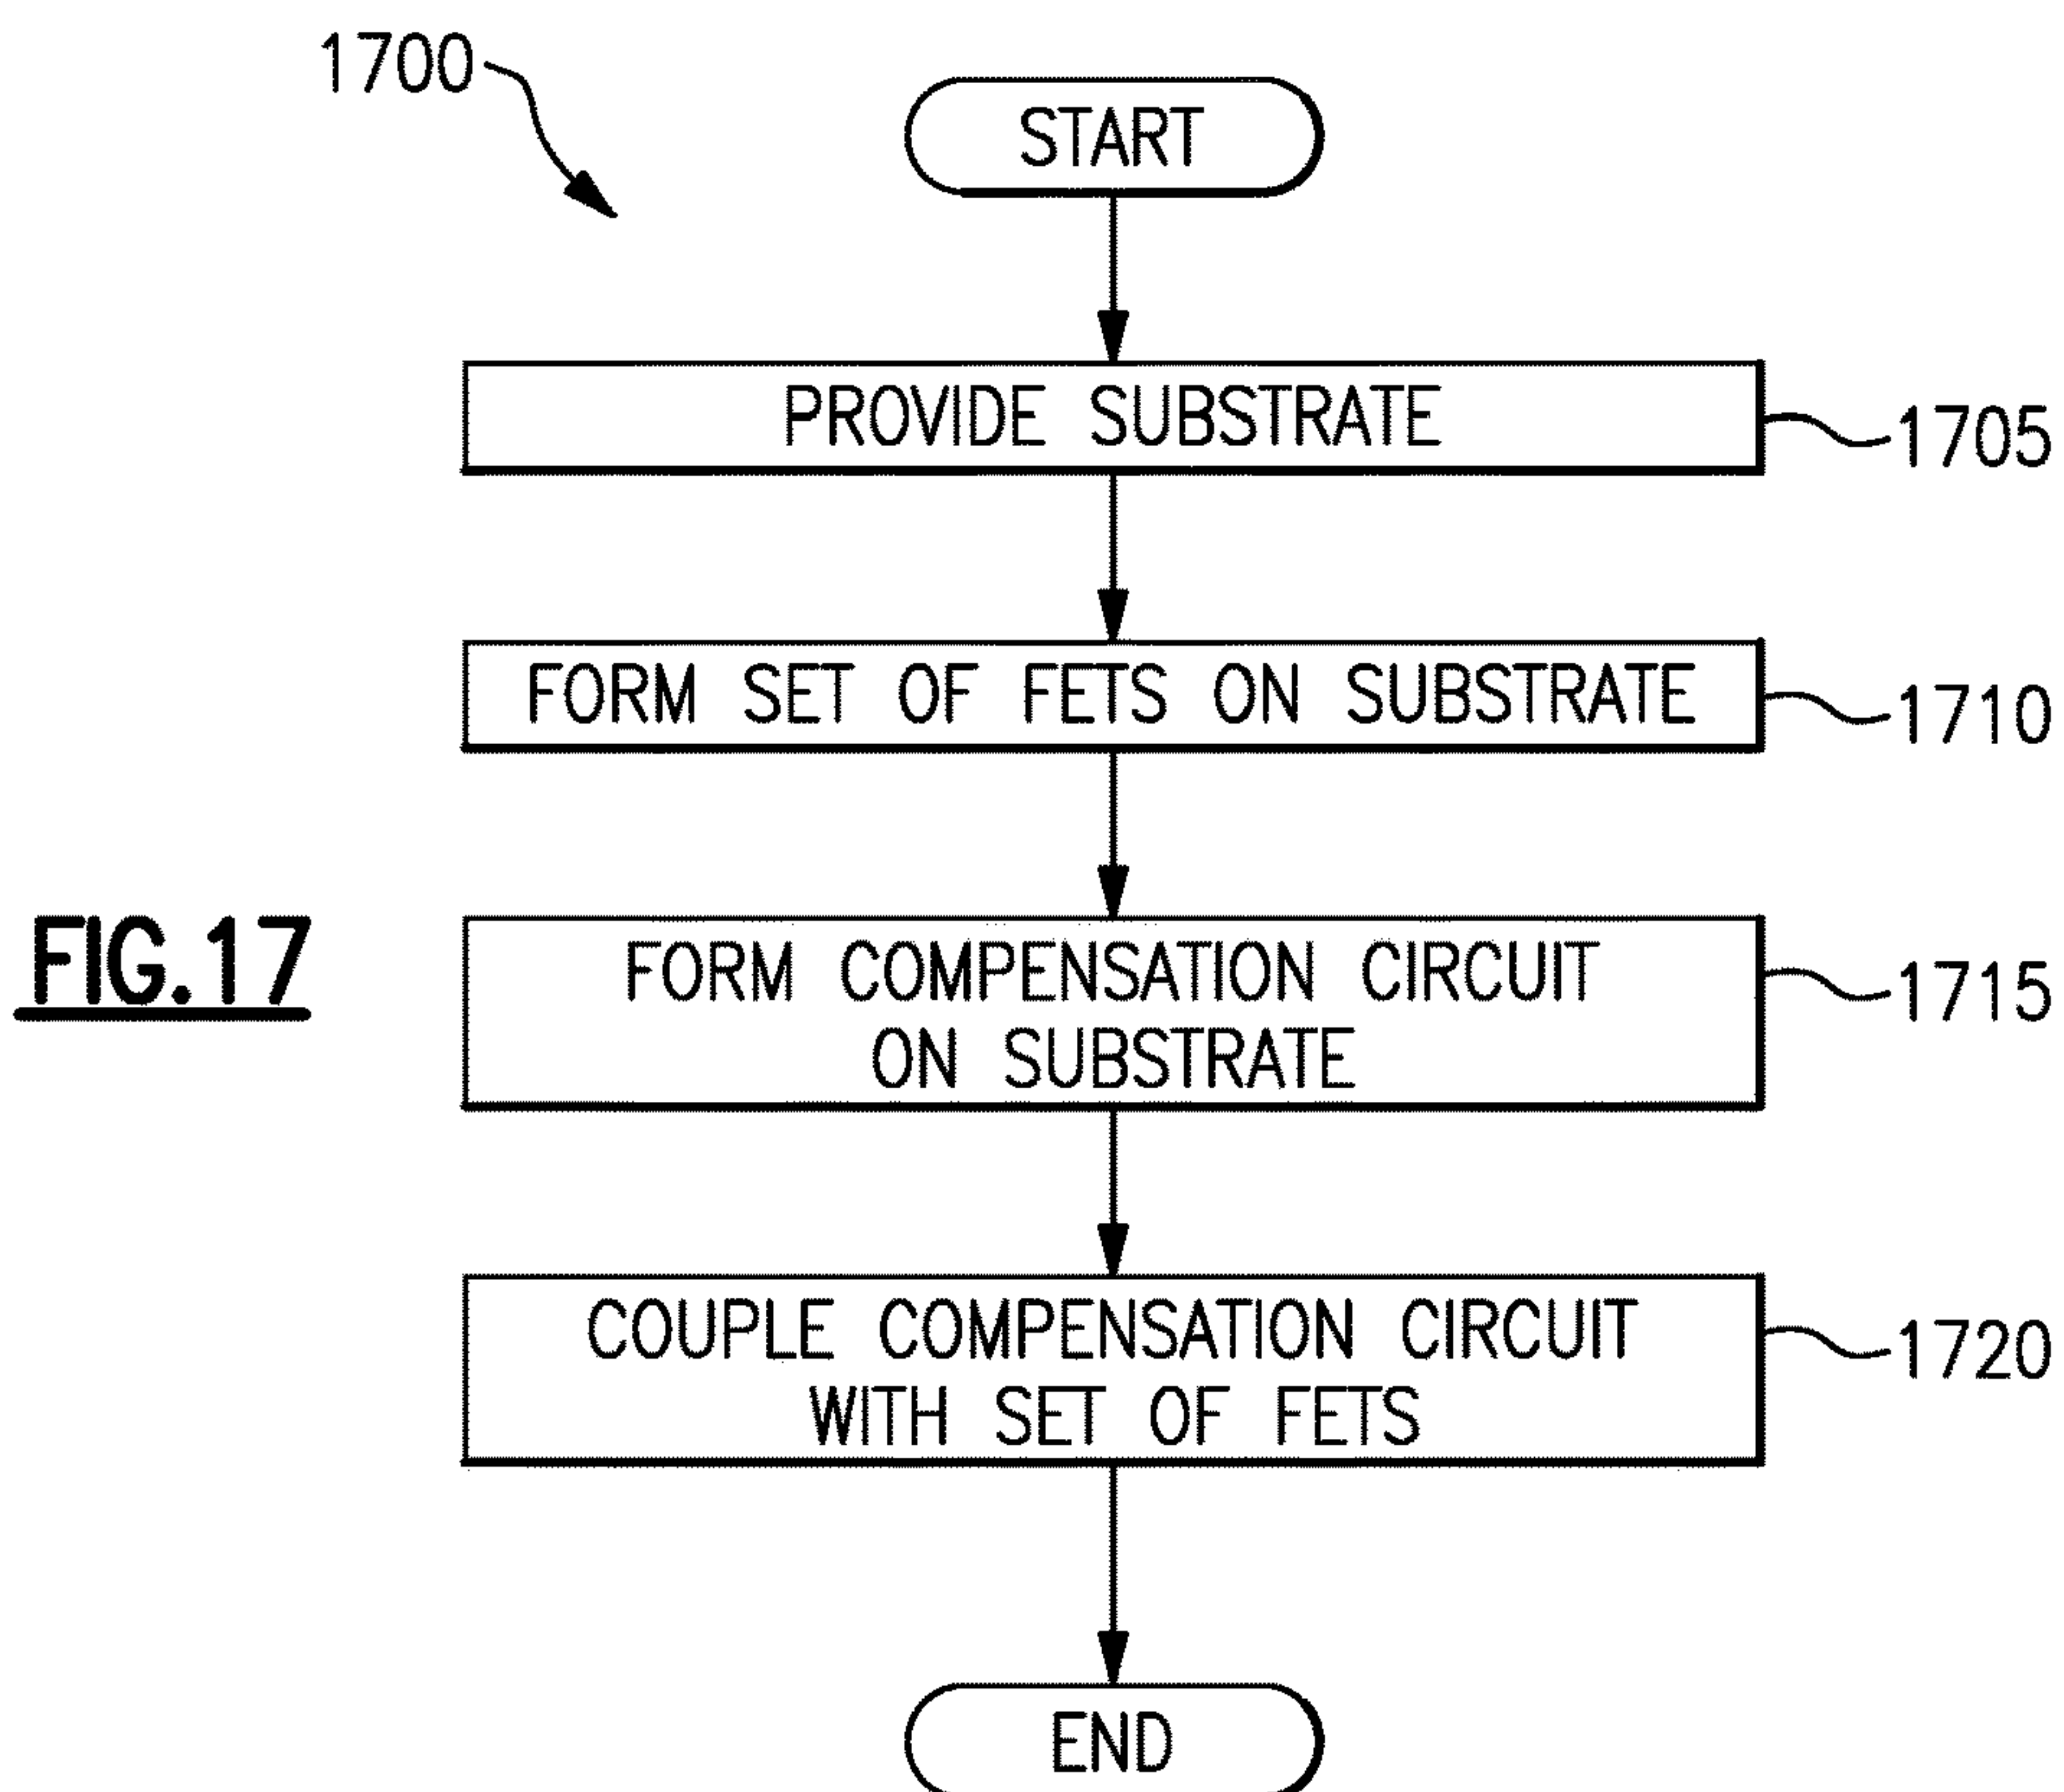 1700
START
PROVIDE SUBSTRATE
1705
FORM SET OF FETS ON SUBSTRATE
1710
FIG.17
FORM COMPENSATION CIRCUIT
ON SUBSTRATE
1715
COUPLE COMPENSATION CIRCUIT
WITH SET OF FETS
1720
END